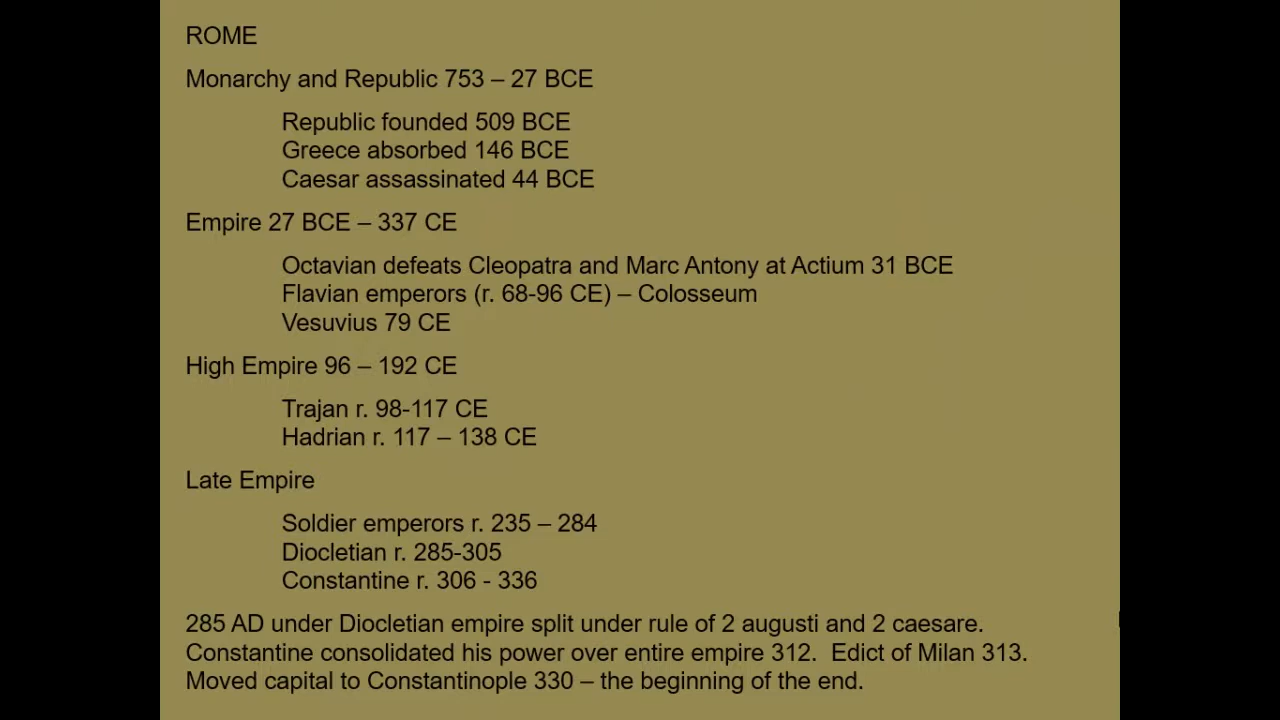 ROME
Monarchy and Republic 753 – 27 BCE
Republic founded 509 BCE
Greece absorbed 146 BCE
Caesar assassinated 44 BCE
Empire 27 BCE – 337 CE
Octavian defeats Cleopatra and Marc Antony at Actium 31 BCE
Flavian emperors (r. 68-96 CE) – Colosseum
Vesuvius 79 CE
High Empire 96 – 192 CE
Trajan r. 98-117 CE
Hadrian r. 117 – 138 CE
Late Empire
Soldier emperors r. 235 – 284
Diocletian r. 285-305
Constantine r. 306 - 336
285 AD under Diocletian empire split under rule of 2 augusti and 2 caesare.
Constantine consolidated his power over entire empire 312.  Edict of Milan 313.
Moved capital to Constantinople 330 – the beginning of the end.